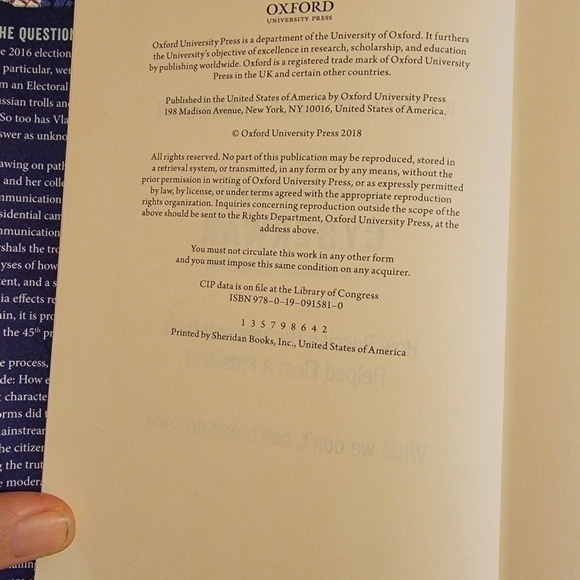 HE QUESTION
e 2016 election
particular, wer
m an Electoral
ssian trolls and
So too has Vla
swer as unkno
awing on path
and her colle
mmunication
sidential cam
mmunication
shals the tro
yses of how
ent, and a s
ia effects re
in, it is pro
the 45th pr
e process,
de: How e
characte
orms did t
ainstream
he citizen
g the trut
e modera
OXFORD
UNIVERSITY PRESS
Oxford University Press is a department of the University of Oxford. It furthers
the University's objective of excellence in research, scholarship, and education
by publishing worldwide. Oxford is a registered trade mark of Oxford University
Press in the UK and certain other countries.
Published in the United States of America by Oxford University Press
198 Madison Avenue, New York, NY 10016, United States of America.
© Oxford University Press 2018
All rights reserved. No part of this publication may be reproduced, stored in
a retrieval system, or transmitted, in any form or by any means, without the
prior permission in writing of Oxford University Press, or as expressly permitted
by law, by license, or under terms agreed with the appropriate reproduction
rights organization. Inquiries concerning reproduction outside the scope of the
above should be sent to the Rights Department, Oxford University Press, at the
address above.
You must not circulate this work in any other form
and you must impose this same condition on any acquirer.
CIP data is on file at the Library of Congress
ISBN 978–0–19–091581–0
1 3 5 7 9 8 6 4 2
Printed by Sheridan Books, Inc., United States of America